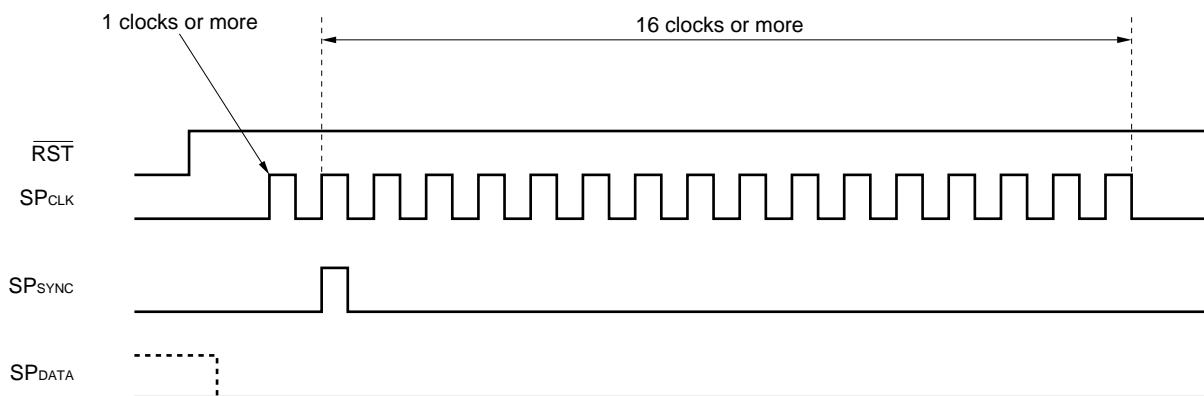 1 clocks or more
16 clocks or more
RST
SPCLK
SPSYNC
SPDATA